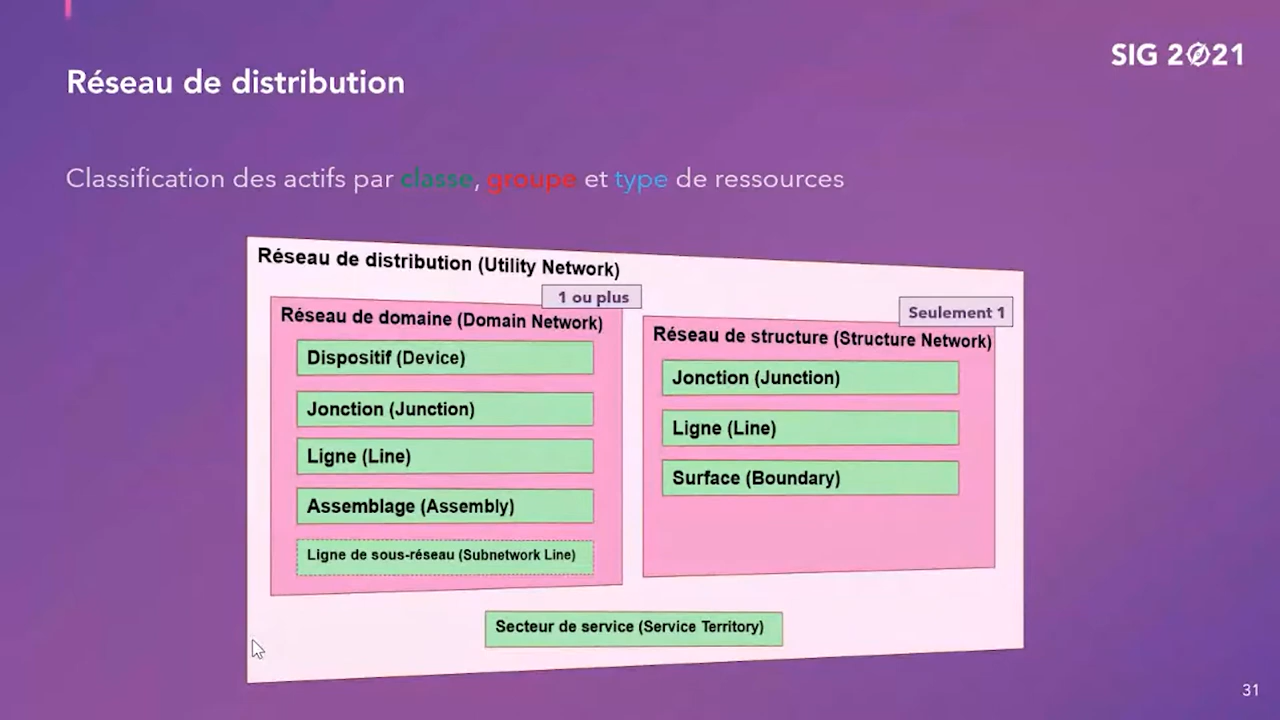 SIG 2021
Réseau de distribution
Classification des actifs par classe, groupe et type de ressources
Réseau de distribution (Utility Network)
1 ou plus
Réseau de domaine (Domain Network)
Dispositif (Device)
Jonction (Junction)
Ligne (Line)
Assemblage (Assembly)
Ligne de sous-réseau (Subnetwork Line)
Seulement 1
Réseau de structure (Structure Network)
Jonction (Junction)
Ligne (Line)
Surface (Boundary)
Secteur de service (Service Territory)
31